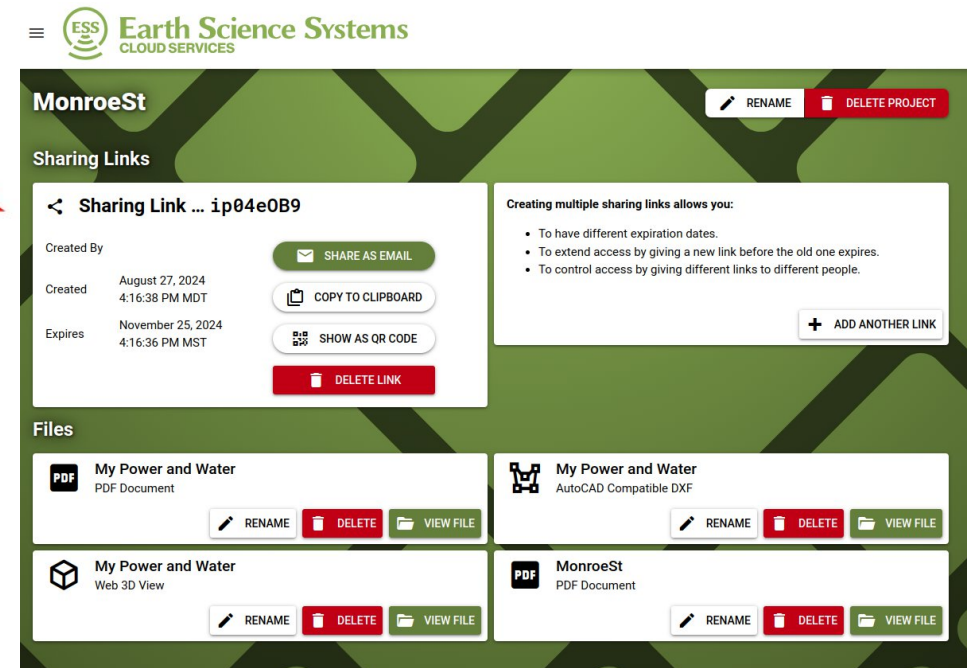 ESS
Earth Science Systems
CLOUD SERVICES
MonroeSt
RENAME
DELETE PROJECT
Sharing Links
Sharing Link ... ip04eOB9
Created By
Created
August 27, 2024
4:16:38 PM MDT
Expires
November 25, 2024
4:16:36 PM MST
SHARE AS EMAIL
COPY TO CLIPBOARD
SHOW AS QR CODE
DELETE LINK
Creating multiple sharing links allows you:
• To have different expiration dates.
• To extend access by giving a new link before the old one expires.
• To control access by giving different links to different people.
ADD ANOTHER LINK
Files
PDF
My Power and Water
PDF Document
RENAME
DELETE
VIEW FILE
My Power and Water
AutoCAD Compatible DXF
RENAME
DELETE
VIEW FILE
My Power and Water
Web 3D View
RENAME
DELETE
VIEW FILE
PDF
MonroeSt
PDF Document
RENAME
DELETE
VIEW FILE